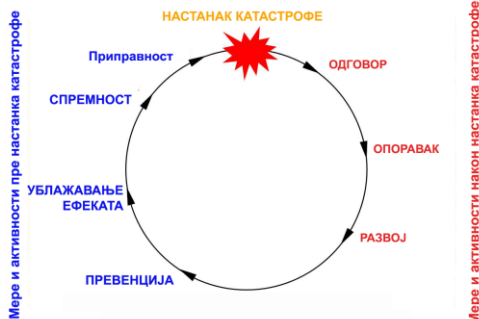 НАСТАНАК КАТАСТРОФЕ
Приправност
ОДГОВОР
СПРЕМНОСТ
ОПОРАВАК
УБЛАЖАВАЊЕ
ЕФЕКАТА
РАЗВОЈ
ПРЕВЕНЦИЈА
Мере и активности пре настанка катастрофе
Мере и активности након настанка катастрофе